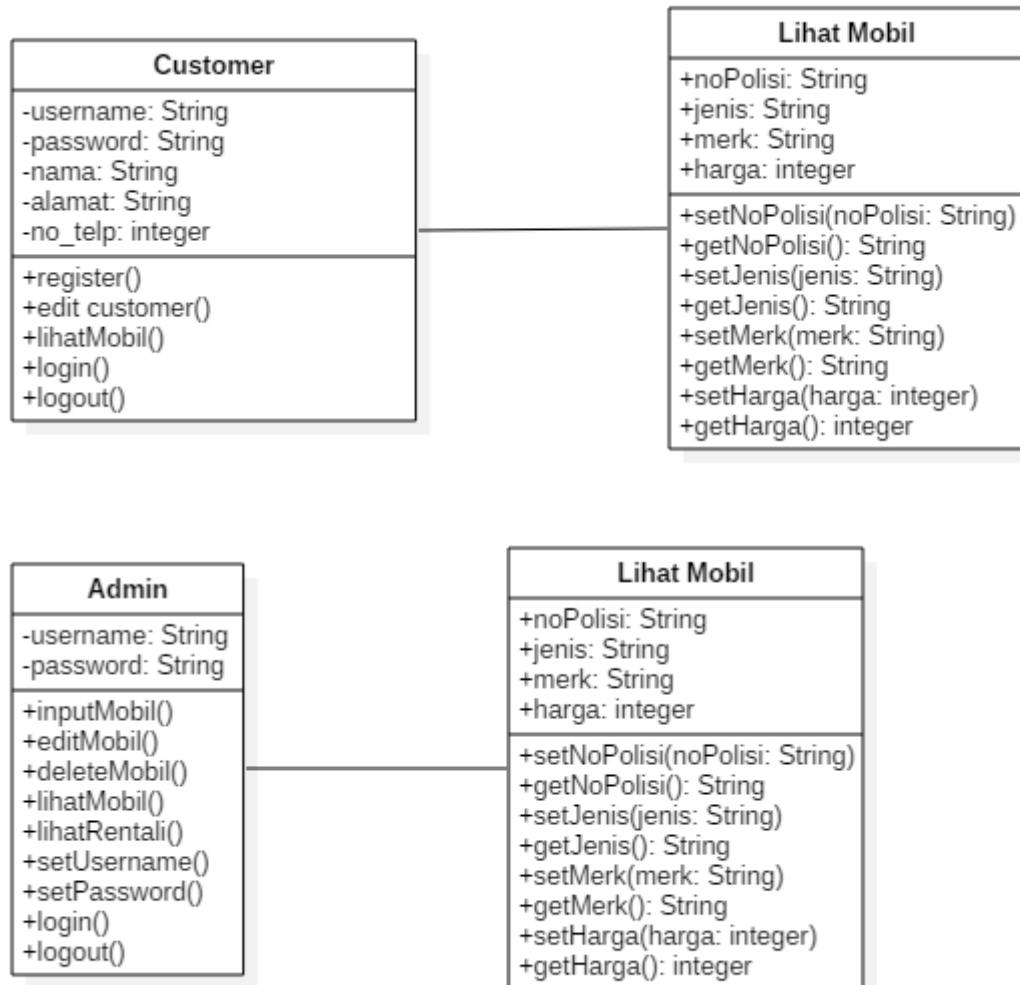 Customer
-username: String
-password: String
-nama: String
-alamat: String
-no_telp: integer
+register()
+edit customer()
+lihatMobil()
+login()
+logout()
Lihat Mobil
+noPolisi: String
+jenis: String
+merk: String
+harga: integer
+setNoPolisi(noPolisi: String)
+getNoPolisi(): String
+setJenis(jenis: String)
+getJenis(): String
+setMerk(merk: String)
+getMerk(): String
+setHarga(harga: integer)
+getHarga(): integer
Admin
-username: String
-password: String
+inputMobil()
+editMobil()
+deleteMobil()
+lihatMobil()
+lihatRentali()
+setUsername()
+setPassword()
+login()
+logout()
Lihat Mobil
+noPolisi: String
+jenis: String
+merk: String
+harga: integer
+setNoPolisi(noPolisi: String)
+getNoPolisi(): String
+setJenis(jenis: String)
+getJenis(): String
+setMerk(merk: String)
+getMerk(): String
+setHarga(harga: integer)
+getHarga(): integer